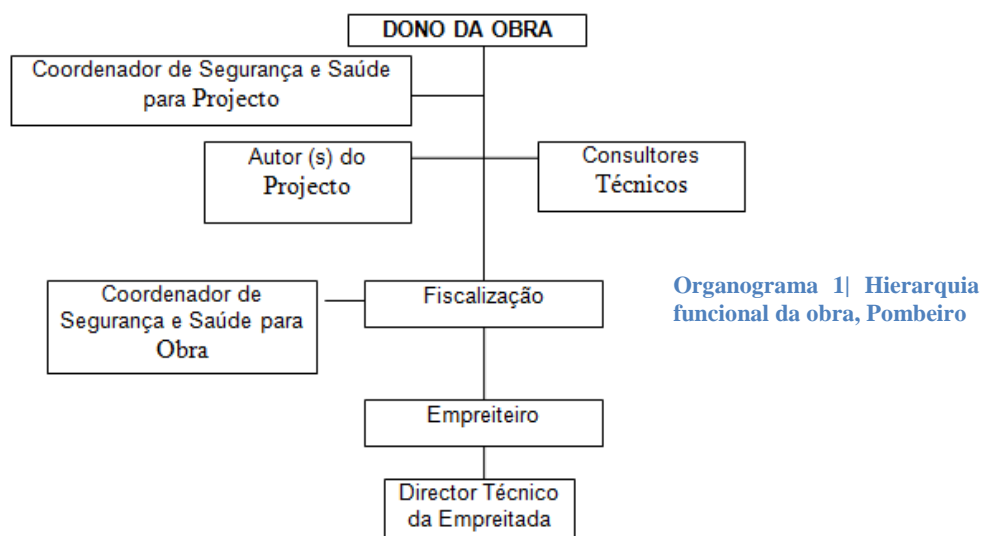 DONO DA OBRA
Coordenador de Segurança e Saúde
para Projecto
Autor (s) do
Projecto
Consultores
Técnicos
Coordenador de
Segurança e Saúde para
Obra
Fiscalização
Organograma 1| Hierarquia
funcional da obra, Pombeiro
Empreiteiro
Director Técnico
da Empreitada